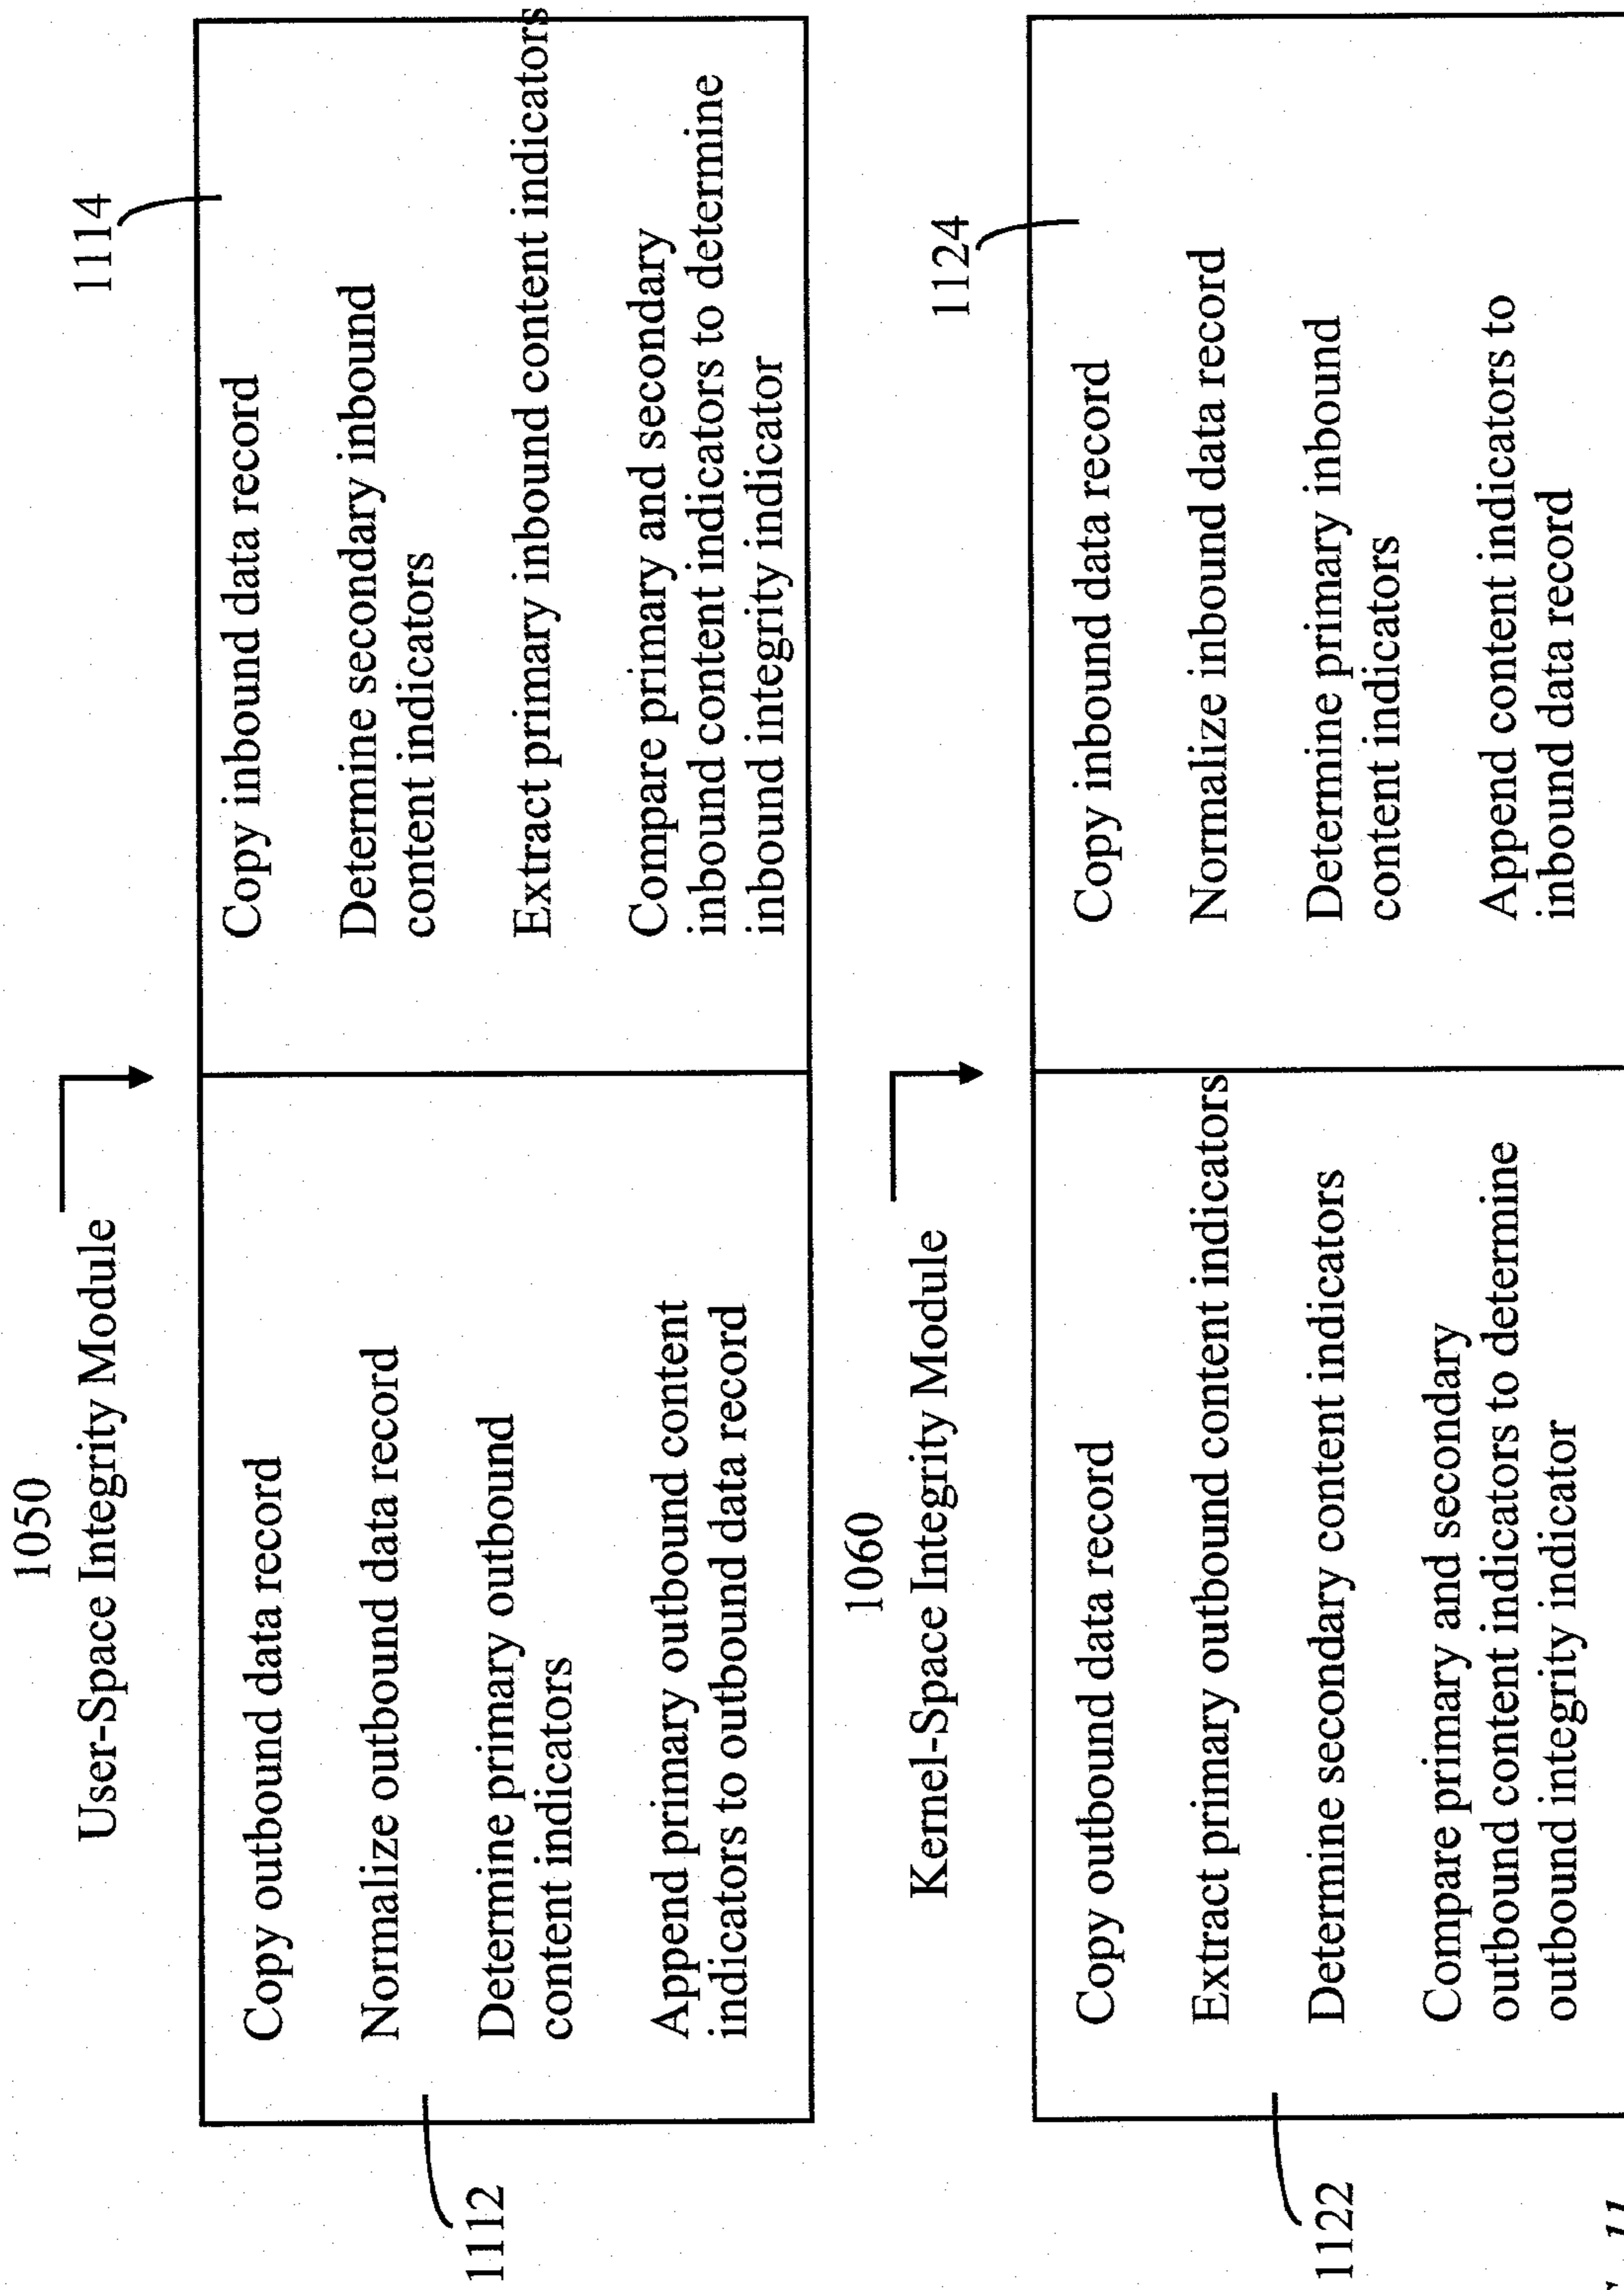 1050
User-Space Integrity Module
1112
Copy outbound data record
Normalize outbound data record
Determine primary outbound
content indicators
Append primary outbound content
indicators to outbound data record
1114
Copy inbound data record
Determine secondary inbound
content indicators
Extract primary inbound content indicators
Compare primary and secondary
inbound content indicators to determine
inbound integrity indicator
1060
Kernel-Space Integrity Module
1122
Copy outbound data record
Extract primary outbound content indicators
Determine secondary content indicators
Compare primary and secondary
outbound content indicators to determine
outbound integrity indicator
1124
Copy inbound data record
Normalize inbound data record
Determine primary inbound
content indicators
Append content indicators to
inbound data record
11